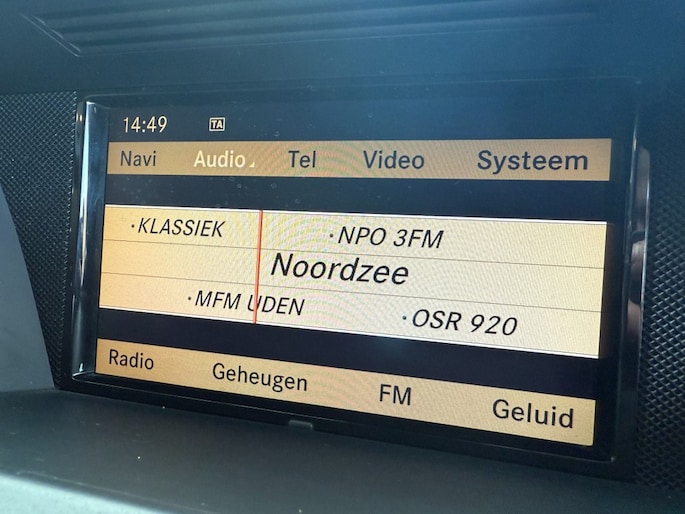 14:49 TA
Navi Audio Tel Video Systeem
·KLASSIEK ·NPO 3FM
Noordzee
·MFM UDEN ·OSR 920
Radio Geheugen FM Geluid